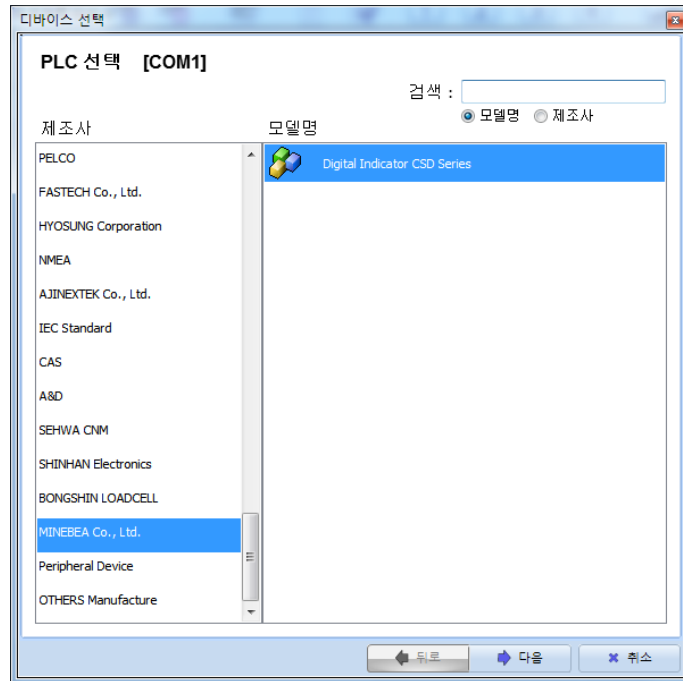 디바이스 선택
PLC 선택 [COM1]
검색 :
모델명 제조사
제조사 모델명
PELCO
Digital Indicator CSD Series
FASTECH Co., Ltd.
HYOSUNG Corporation
NMEA
AJINEXTEK Co., Ltd.
IEC Standard
CAS
A&D
SEHWA CNM
SHINHAN Electronics
BONGSHIN LOADCELL
MINEBEA Co., Ltd.
Peripheral Device
OTHERS Manufacture
뒤로 다음 취소